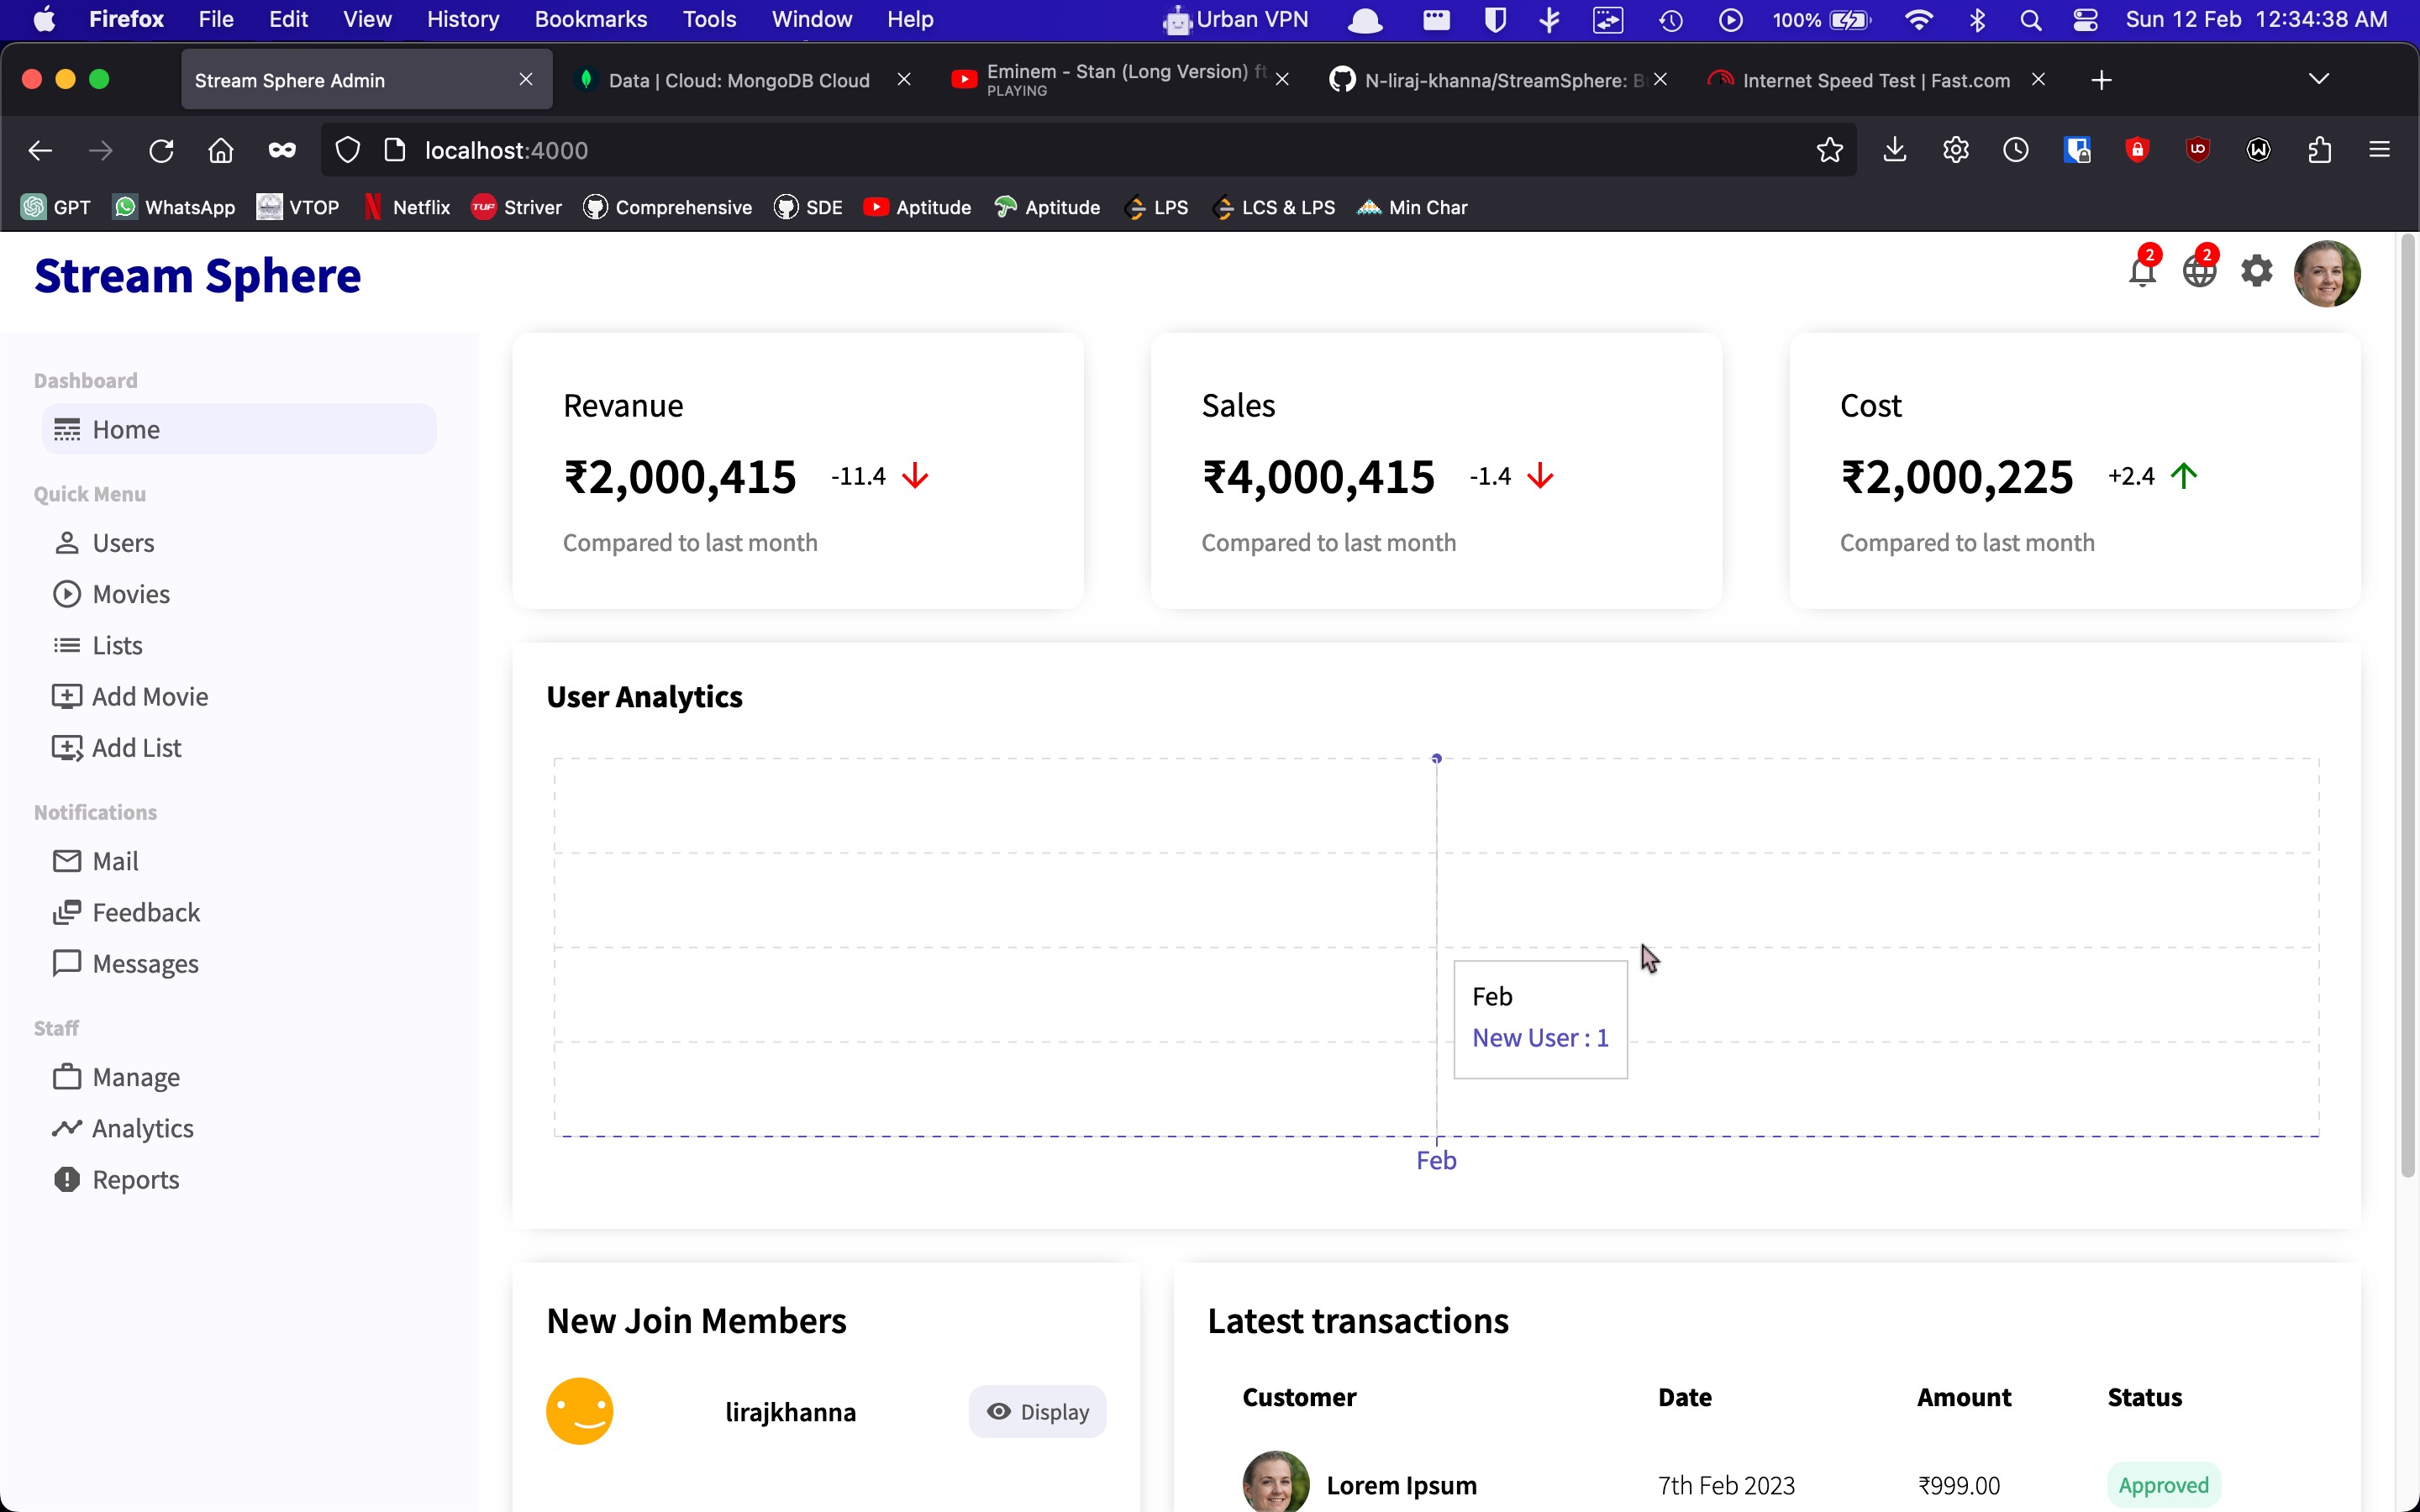 Firefox File Edit View History Bookmarks Tools Window Help Urban VPN 100% Sun 12 Feb 12:34:38 AM
Stream Sphere Admin Data | Cloud: MongoDB Cloud Eminem - Stan (Long Version) ft N-liraj-khanna/StreamSphere: B Internet Speed Test | Fast.com
PLAYING
localhost:4000
GPT WhatsApp VTOP Netflix TUF Striver Comprehensive SDE Aptitude Aptitude LPS LCS & LPS Min Char
Stream Sphere 2 2
Dashboard
Home
Quick Menu
Users
Movies
Lists
Add Movie
Add List
Notifications
Mail
Feedback
Messages
Staff
Manage
Analytics
Reports
Revanue
₹2,000,415 -11.4
Compared to last month
Sales
₹4,000,415 -1.4
Compared to last month
Cost
₹2,000,225 +2.4
Compared to last month
User Analytics
Feb
New User : 1
Feb
New Join Members
lirajkhanna Display
Latest transactions
Customer Date Amount Status
Lorem Ipsum 7th Feb 2023 ₹999.00 Approved